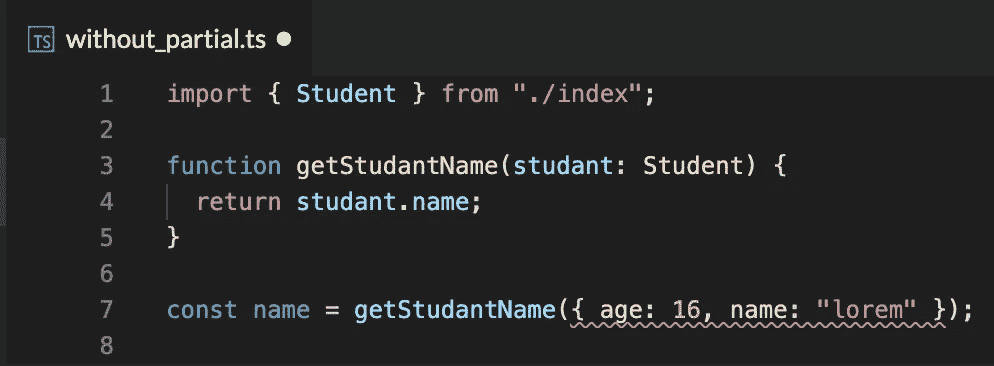 TS without_partial.ts
1 import { Student } from "./index";
2
3 function getStudantName(studant: Student) {
4 return studant.name;
5 }
6
7 const name = getStudantName({ age: 16, name: "lorem" });
8